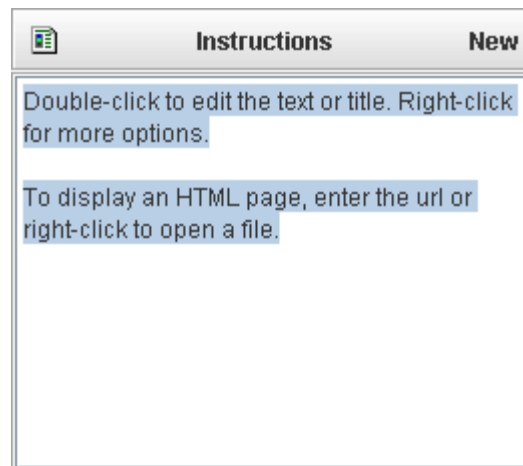 Instructions New
Double-click to edit the text or title. Right-click
for more options.
To display an HTML page, enter the url or
right-click to open a file.